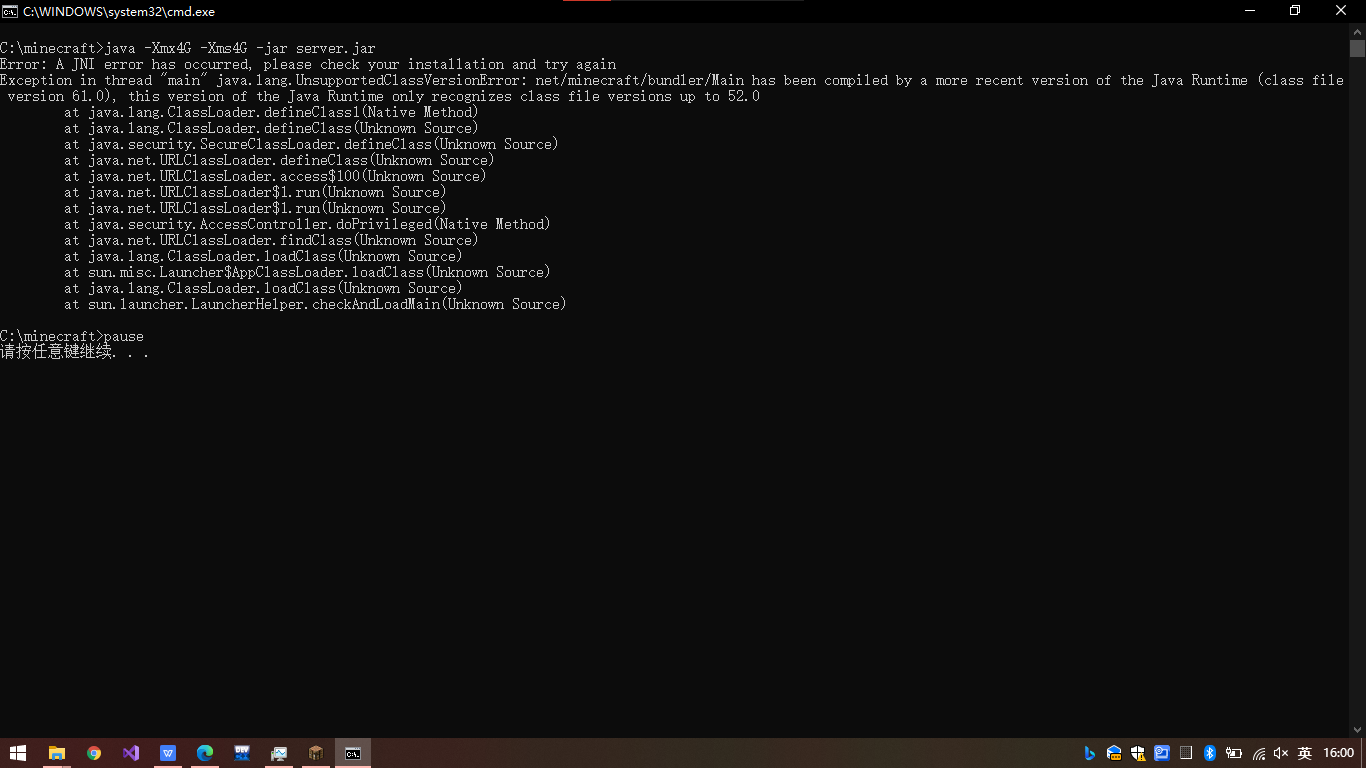 C:\WINDOWS\system32\cmd.exe
C:\minecraft>java -Xmx4G -Xms4G -jar server.jar
Error: A JNI error has occurred, please check your installation and try again
Exception in thread "main" java.lang.UnsupportedClassVersionError: net/minecraft/bundler/Main has been compiled by a more recent version of the Java Runtime (class file
version 61.0), this version of the Java Runtime only recognizes class file versions up to 52.0
at java.lang.ClassLoader.defineClass1(Native Method)
at java.lang.ClassLoader.defineClass(Unknown Source)
at java.security.SecureClassLoader.defineClass(Unknown Source)
at java.net.URLClassLoader.defineClass(Unknown Source)
at java.net.URLClassLoader.access$100(Unknown Source)
at java.net.URLClassLoader$1.run(Unknown Source)
at java.net.URLClassLoader$1.run(Unknown Source)
at java.security.AccessController.doPrivileged(Native Method)
at java.net.URLClassLoader.findClass(Unknown Source)
at java.lang.ClassLoader.loadClass(Unknown Source)
at sun.misc.Launcher$AppClassLoader.loadClass(Unknown Source)
at java.lang.ClassLoader.loadClass(Unknown Source)
at sun.launcher.LauncherHelper.checkAndLoadMain(Unknown Source)
C:\minecraft>pause
请按任意键继续. . .
英 16:00